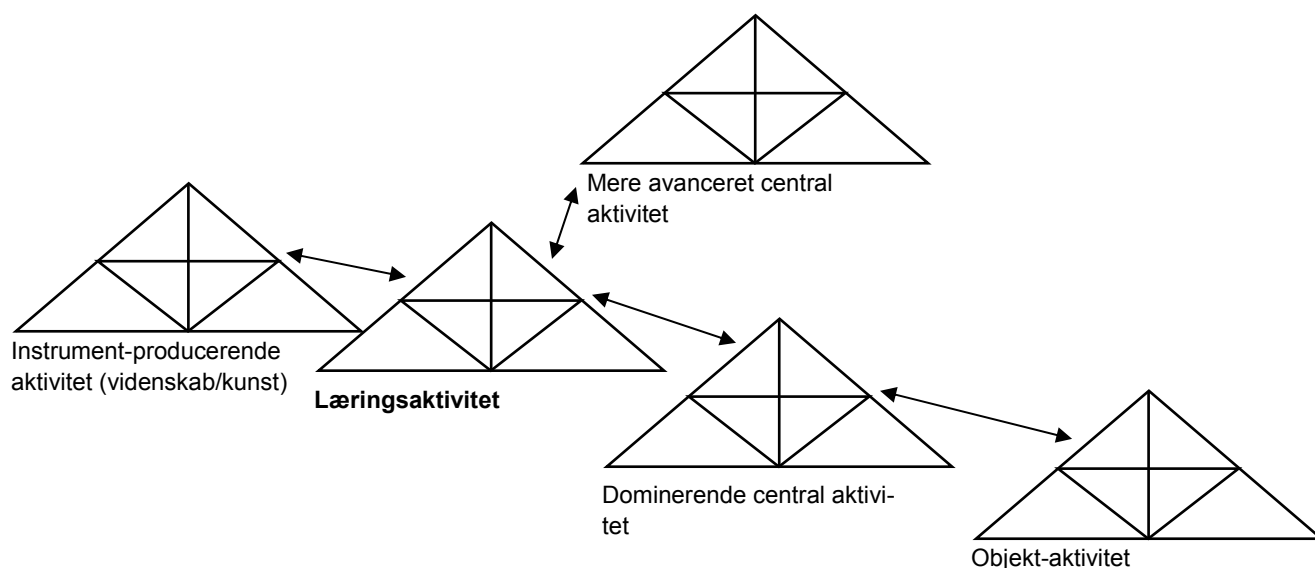 Mere avanceret central
aktivitet
Instrument-producerende
aktivitet (videnskab/kunst)
Læringsaktivitet
Dominerende central aktivi-
tet
Objekt-aktivitet